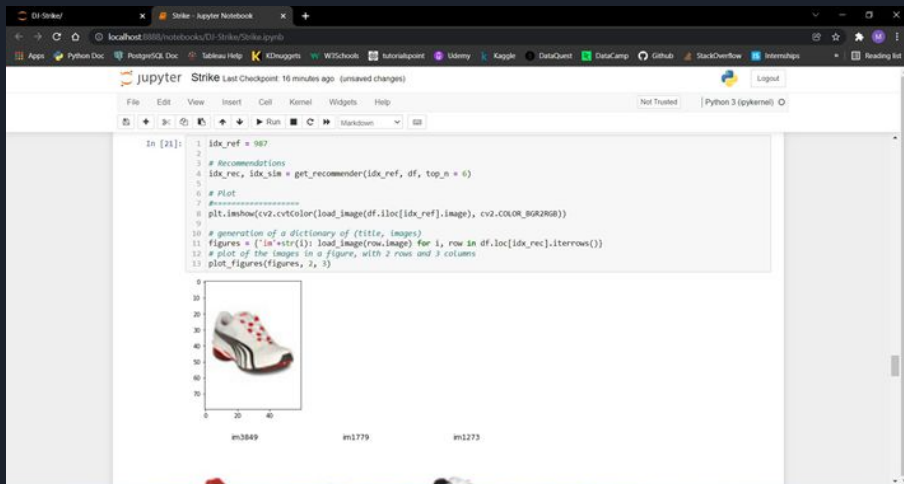 DJ-Strike/
Strike - Jupyter Notebook
localhost:8888/notebooks/DJ-Strike/Strike.ipynb
Apps Python Doc PostgreSQL Doc Tableau Help KDnuggets W3Schools tutorialspoint Udemy Kaggle DataQuest DataCamp Github StackOverflow Internships Reading list
jupyter Strike Last Checkpoint: 16 minutes ago (unsaved changes)
Logout
File Edit View Insert Cell Kernel Widgets Help
Not Trusted Python 3 (ipykernel)
Run Markdown
In [21]:
1 idx_ref = 987
2
3 # Recommendations
4 idx_rec, idx_sim = get_recommender(idx_ref, df, top_n = 6)
5
6 # Plot
7 #===================
8 plt.imshow(cv2.cvtColor(load_image(df.iloc[idx_ref].image), cv2.COLOR_BGR2RGB))
9
10 # generation of a dictionary of (title, images)
11 figures = {'im'+str(i): load_image(row.image) for i, row in df.loc[idx_rec].iterrows()}
12 # plot of the images in a figure, with 2 rows and 3 columns
13 plot_figures(figures, 2, 3)
0
10
20
30
40
50
60
70
0 20 40
im3849 im1779 im1273